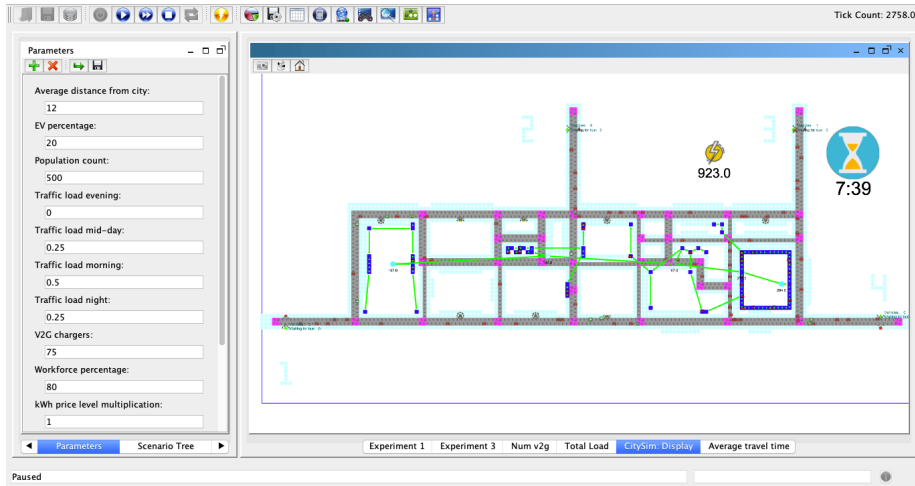 Tick Count: 2758.0
Parameters
Average distance from city:
12
EV percentage:
20
Population count:
500
Traffic load evening:
0
Traffic load mid-day:
0.25
Traffic load morning:
0.5
Traffic load night:
0.25
V2G chargers:
75
Workforce percentage:
80
kWh price level multiplication:
1
Parameters
Scenario Tree
2
3
923.0
7:39
4
1
Experiment 1
Experiment 3
Num v2g
Total Load
CitySim: Display
Average travel time
Paused